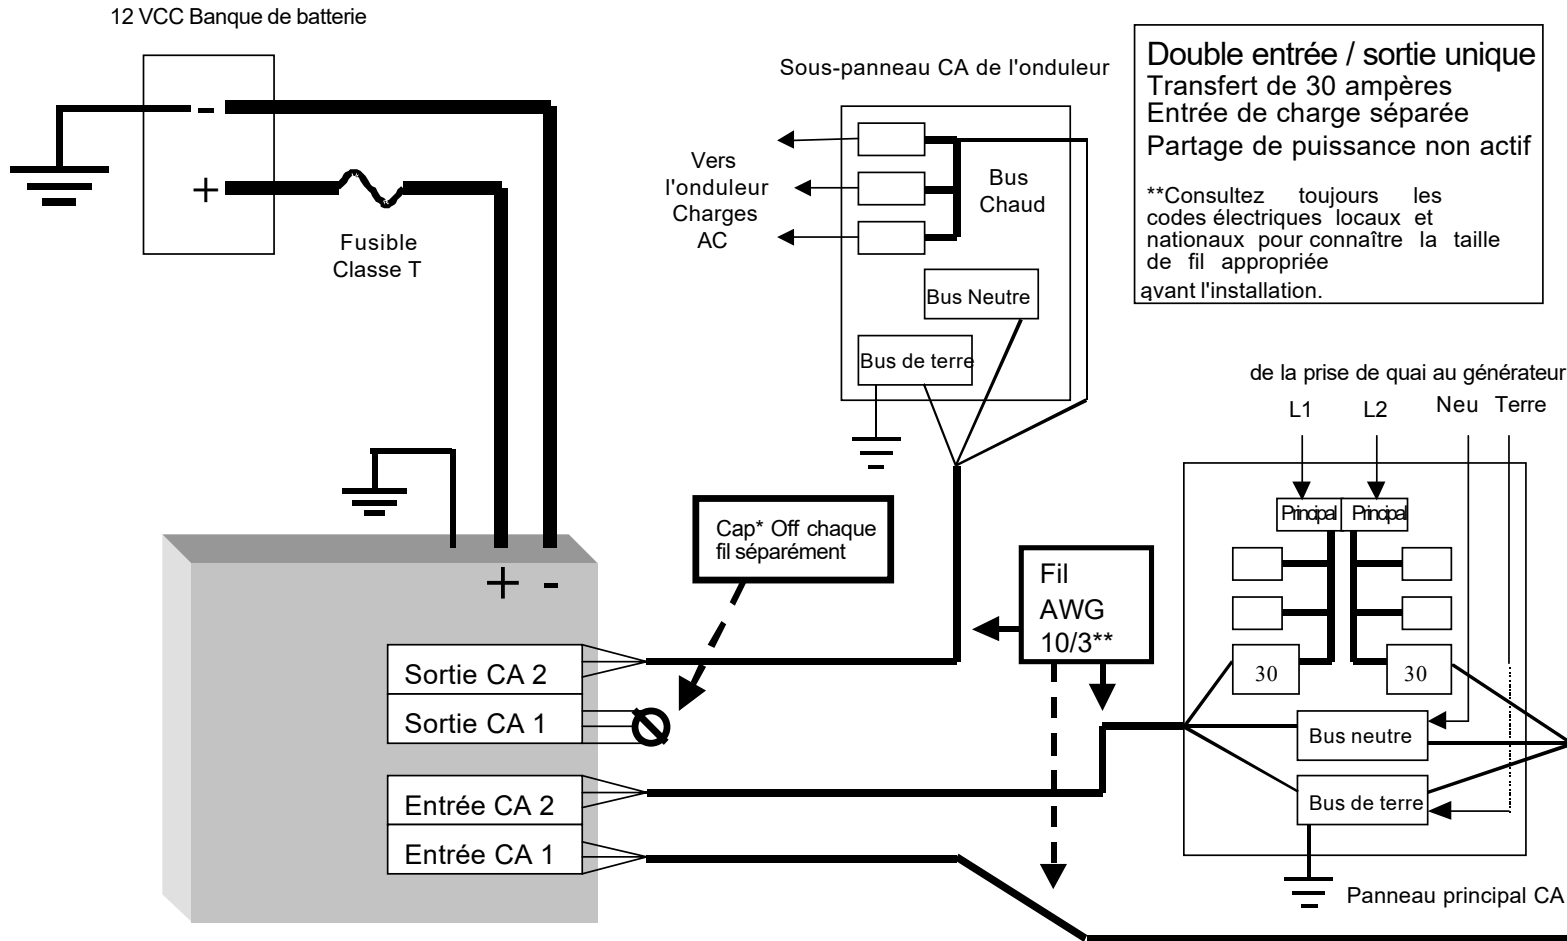 12 VCC Banque de batterie
-
+
Fusible
Classe T
Sous-panneau CA de l'onduleur
Vers
l'onduleur
Charges
AC
Bus
Chaud
Bus Neutre
Bus de terre
Double entrée / sortie unique
Transfert de 30 ampères
Entrée de charge séparée
Partage de puissance non actif
**Consultez toujours les
codes électriques locaux et
nationaux pour connaître la taille
de fil appropriée
avant l'installation.
de la prise de quai au générateur
L1 L2 Neu Terre
Principal Principal
30 30
Bus neutre
Bus de terre
Panneau principal CA
Cap* Off chaque
fil séparément
Fil
AWG
10/3**
+ -
Sortie CA 2
Sortie CA 1
Entrée CA 2
Entrée CA 1